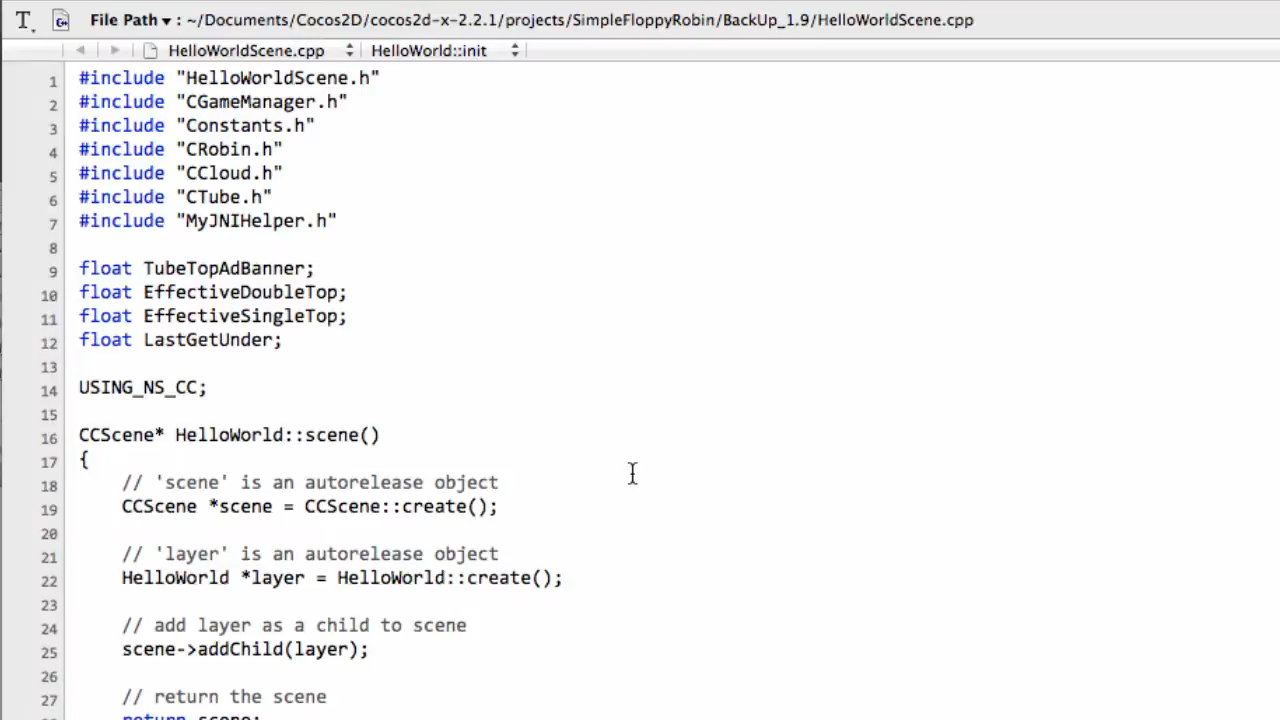 File Path ▾ : ~/Documents/Cocos2D/cocos2d-x-2.2.1/projects/SimpleFloppyRobin/BackUp_1.9/HelloWorldScene.cpp
HelloWorldScene.cpp HelloWorld::init
1 #include "HelloWorldScene.h"
2 #include "CGameManager.h"
3 #include "Constants.h"
4 #include "CRobin.h"
5 #include "CCloud.h"
6 #include "CTube.h"
7 #include "MyJNIHelper.h"
8
9 float TubeTopAdBanner;
10 float EffectiveDoubleTop;
11 float EffectiveSingleTop;
12 float LastGetUnder;
13
14 USING_NS_CC;
15
16 CCScene* HelloWorld::scene()
17 {
18 // 'scene' is an autorelease object
19 CCScene *scene = CCScene::create();
20
21 // 'layer' is an autorelease object
22 HelloWorld *layer = HelloWorld::create();
23
24 // add layer as a child to scene
25 scene->addChild(layer);
26
27 // return the scene
return scene;